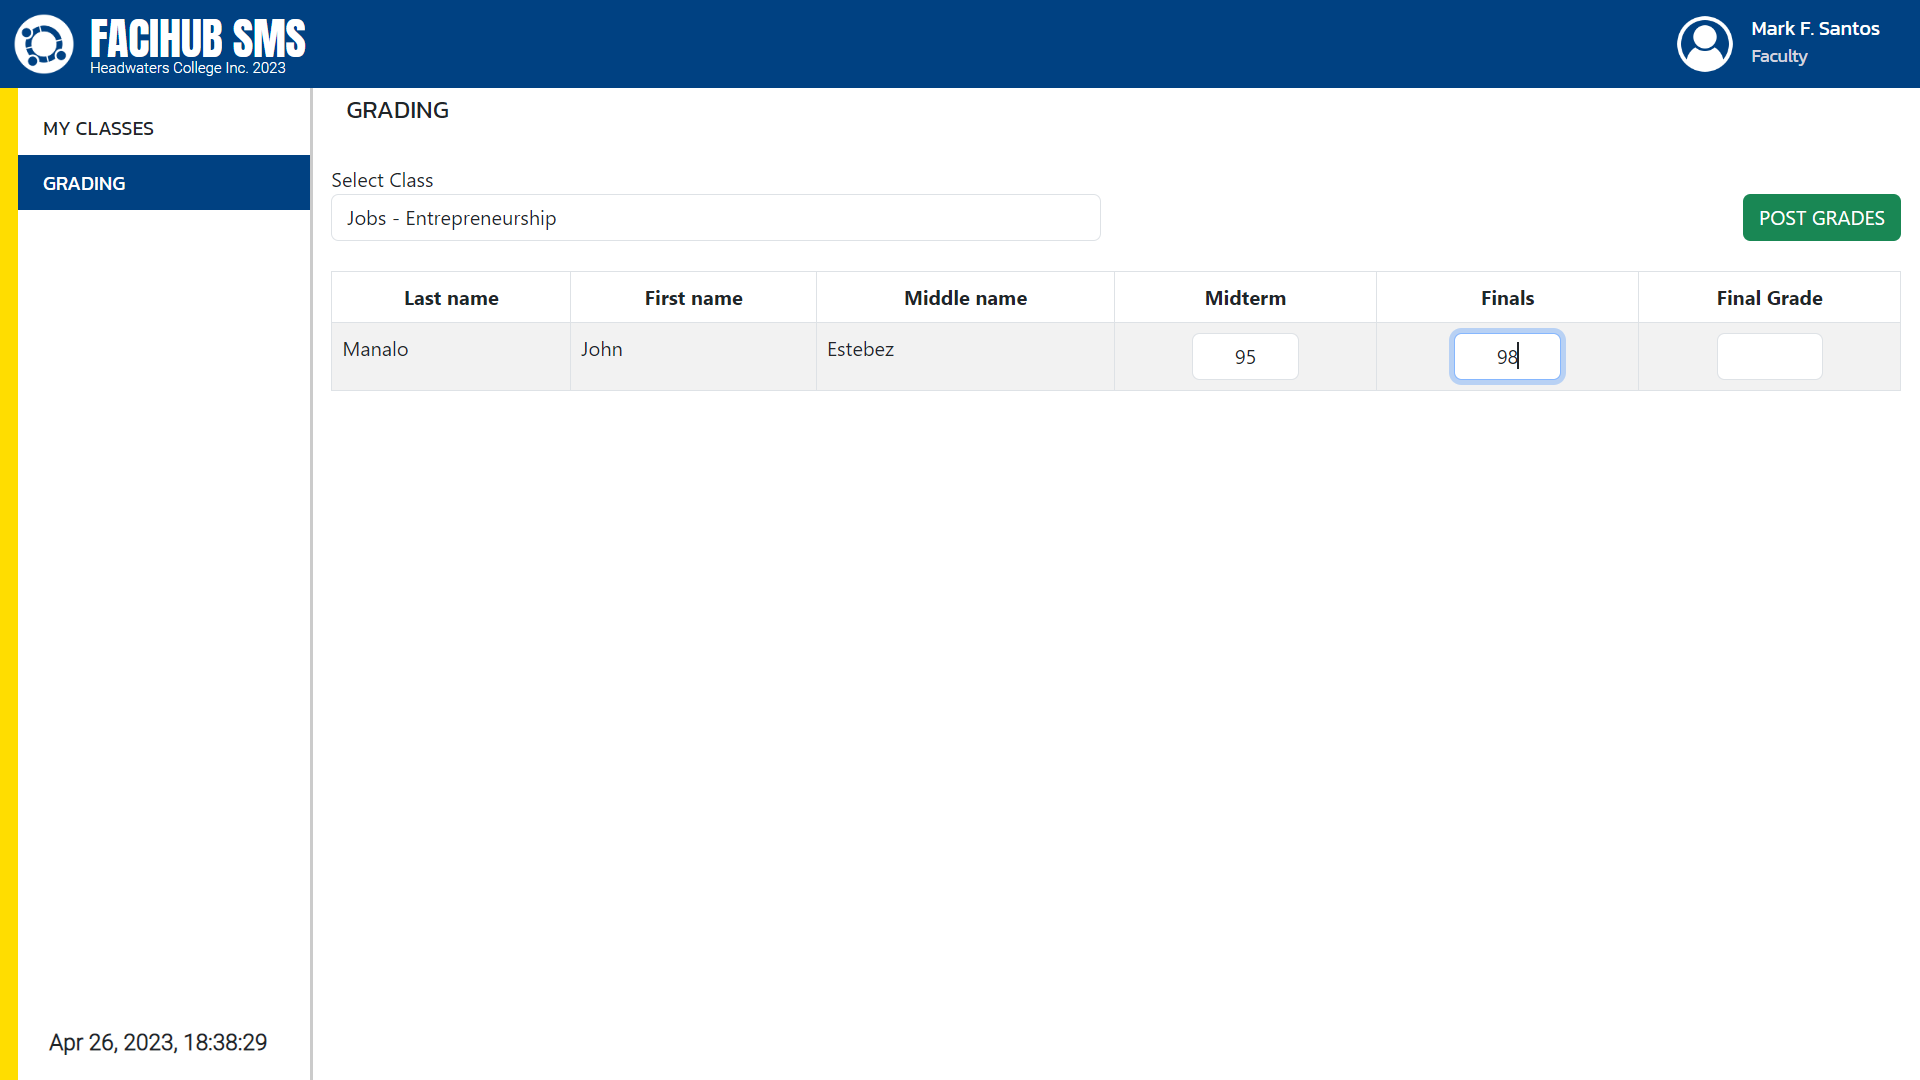 FACIHUB SMS
Headwaters College Inc. 2023
Mark F. Santos
Faculty
MY CLASSES
GRADING
GRADING
Select Class
Jobs - Entrepreneurship
POST GRADES
Last name First name Middle name Midterm Finals Final Grade
Manalo John Estebez 95 98
Apr 26, 2023, 18:38:29